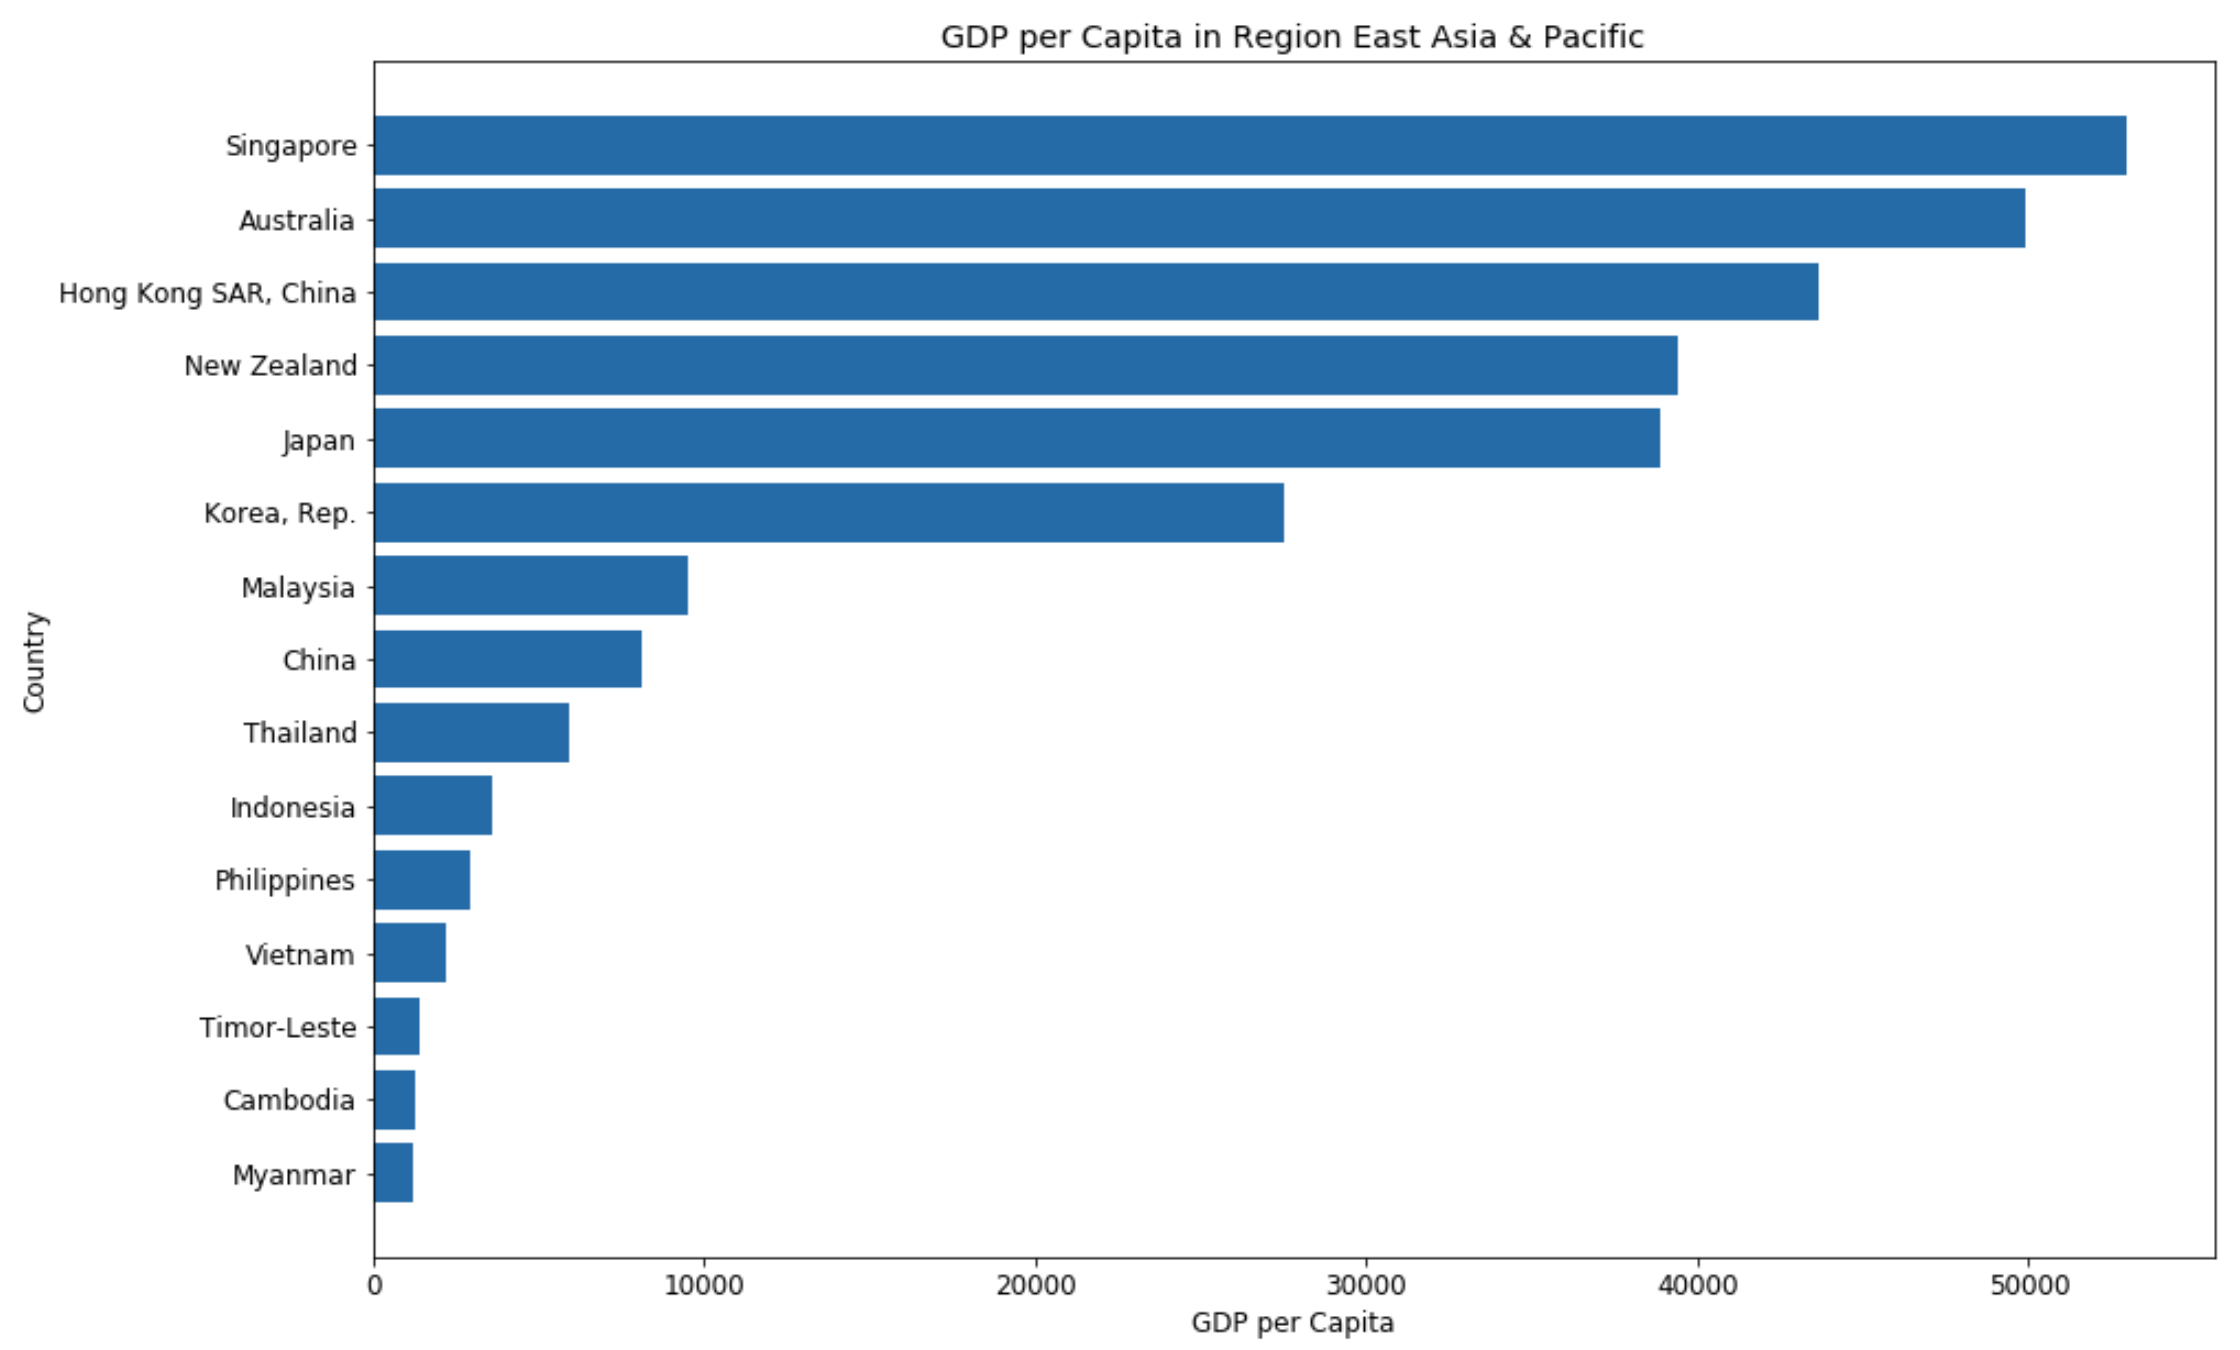 GDP per Capita in Region East Asia & Pacific
Singapore
Australia
Hong Kong SAR, China
New Zealand
Japan
Korea, Rep.
Malaysia
China
Thailand
Indonesia
Philippines
Vietnam
Timor-Leste
Cambodia
Myanmar
Country
0 10000 20000 30000 40000 50000
GDP per Capita